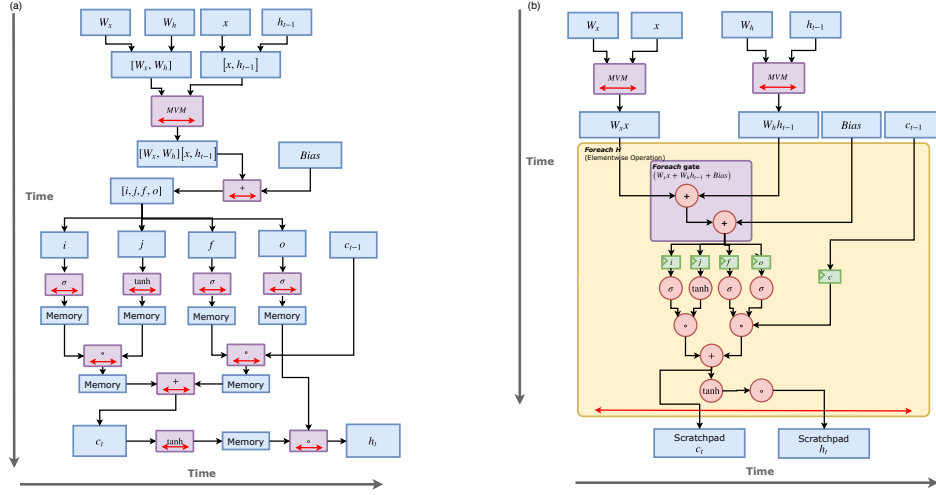 (a)
W_x W_h x h_{t-1}
[W_x, W_h] [x, h_{t-1}]
MVM
[W_x, W_h][x, h_{t-1}] Bias
+
[i, j, f, o]
Time
i j f o c_{t-1}
σ tanh σ σ
Memory Memory Memory Memory
∘ ∘
Memory + Memory
c_t tanh Memory ∘ h_t
Time
(b)
W_x x W_h h_{t-1}
MVM MVM
W_x x W_h h_{t-1} Bias c_{t-1}
Foreach H
(Elementwise Operation)
Foreach gate
(W_x x + W_h h_{t-1} + Bias)
Time
+
+
i j f o
c
σ tanh σ σ
∘ ∘
+
tanh ∘
Scratchpad Scratchpad
c_t h_t
Time